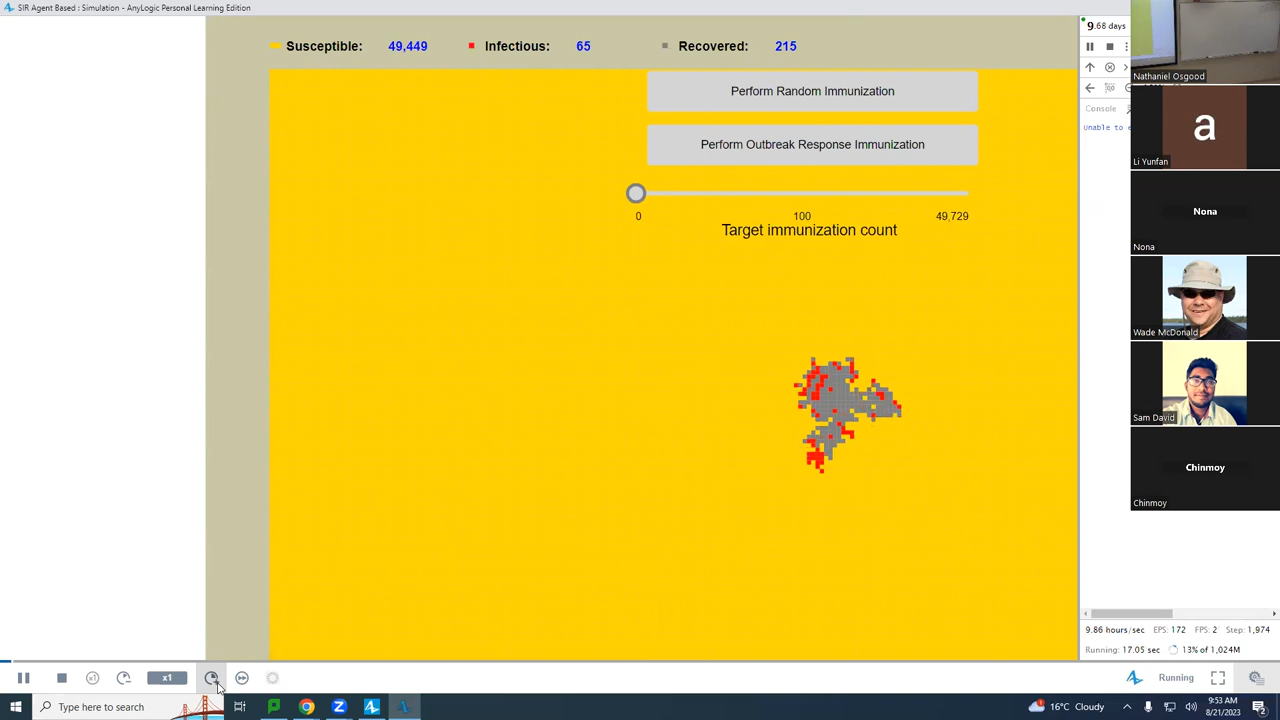 SIR Agent Based : Simulation - AnyLogic Personal Learning Edition
Susceptible: 49,449 Infectious: 65 Recovered: 215
Perform Random Immunization
Perform Outbreak Response Immunization
0 100 49,729
Target immunization count
9.68 days
Console
Unable to e
Nathaniel Osgood
a
Li Yunfan
Nona
Nona
Wade McDonald
Sam David
Chinmoy
Chinmoy
9.86 hours/sec EPS: 172 FPS: 2 Step: 1,974
Running: 17.05 sec 13% of 1,024M
x1
Running
Type here to search
16°C Cloudy
9:53 AM
8/21/2023
2